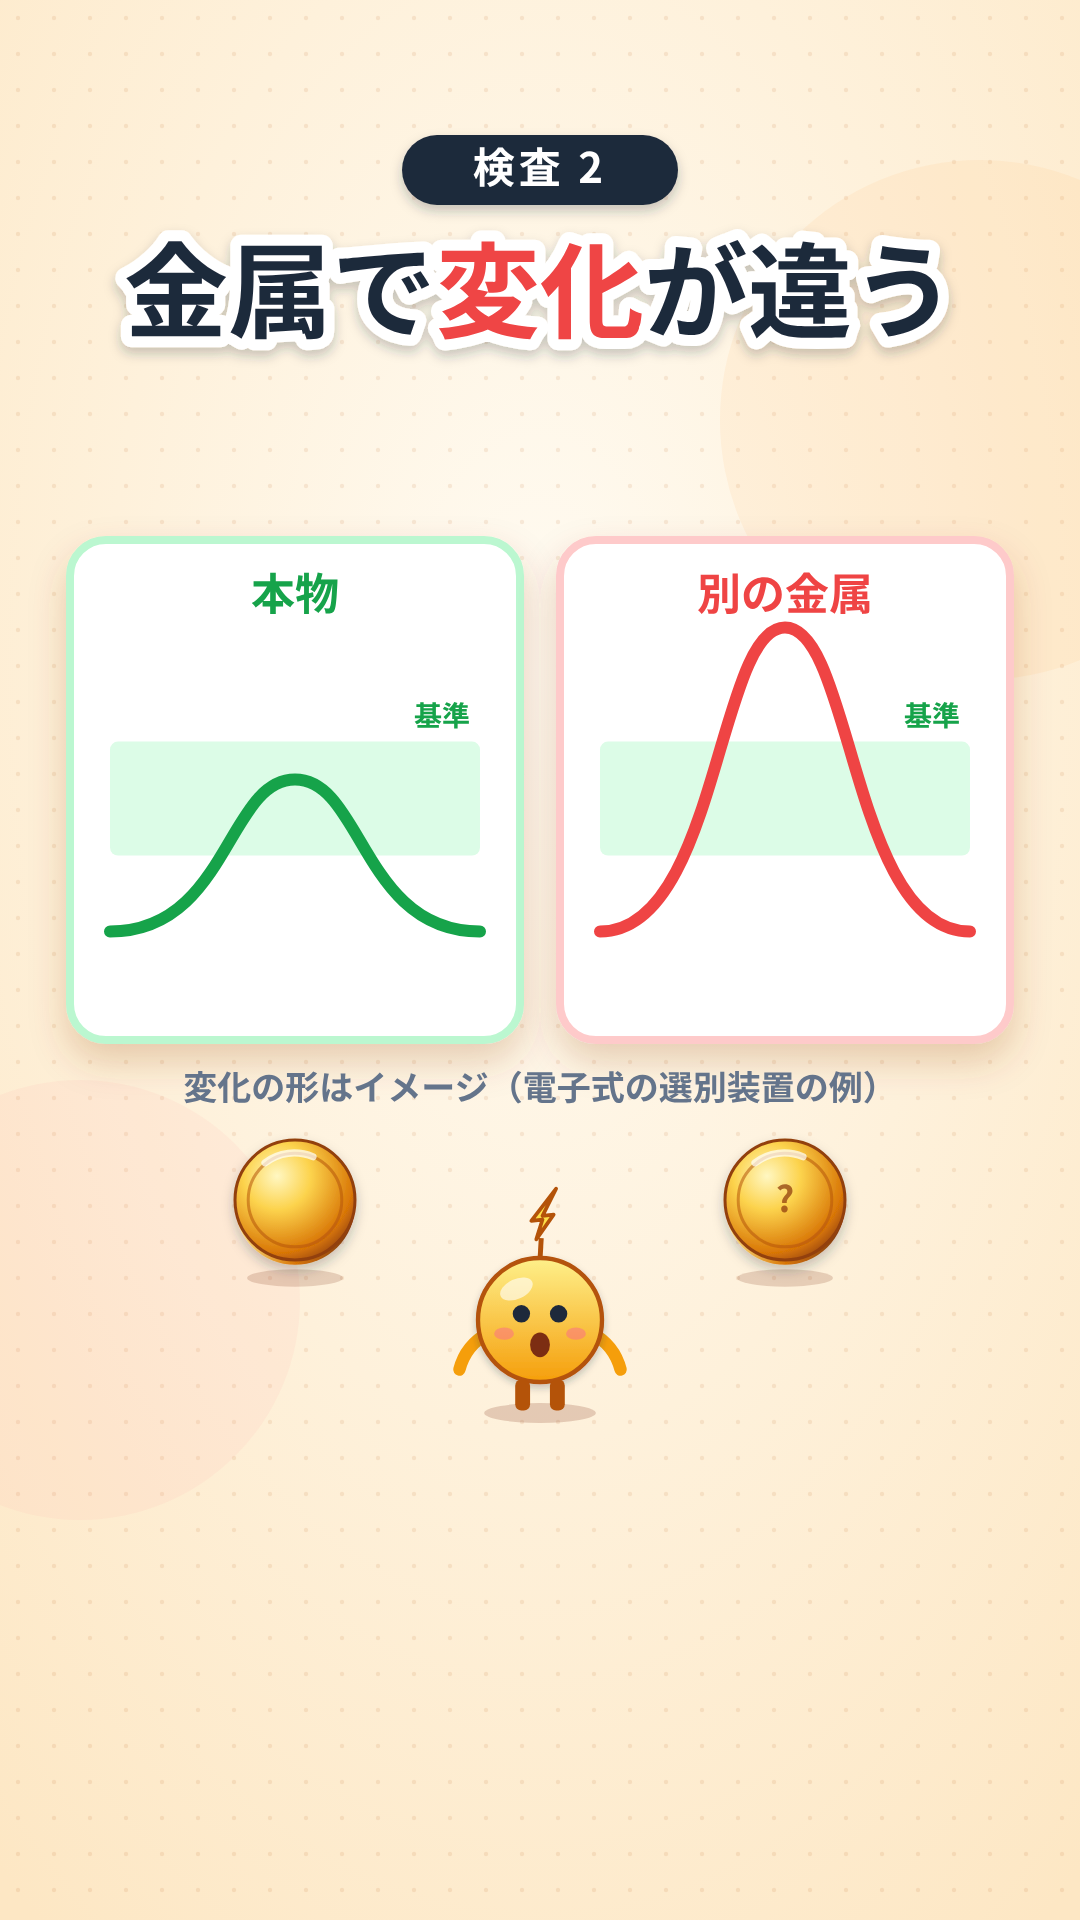 検査 2
金属で変化が違う
本物
基準
別の金属
基準
変化の形はイメージ（電子式の選別装置の例）
?